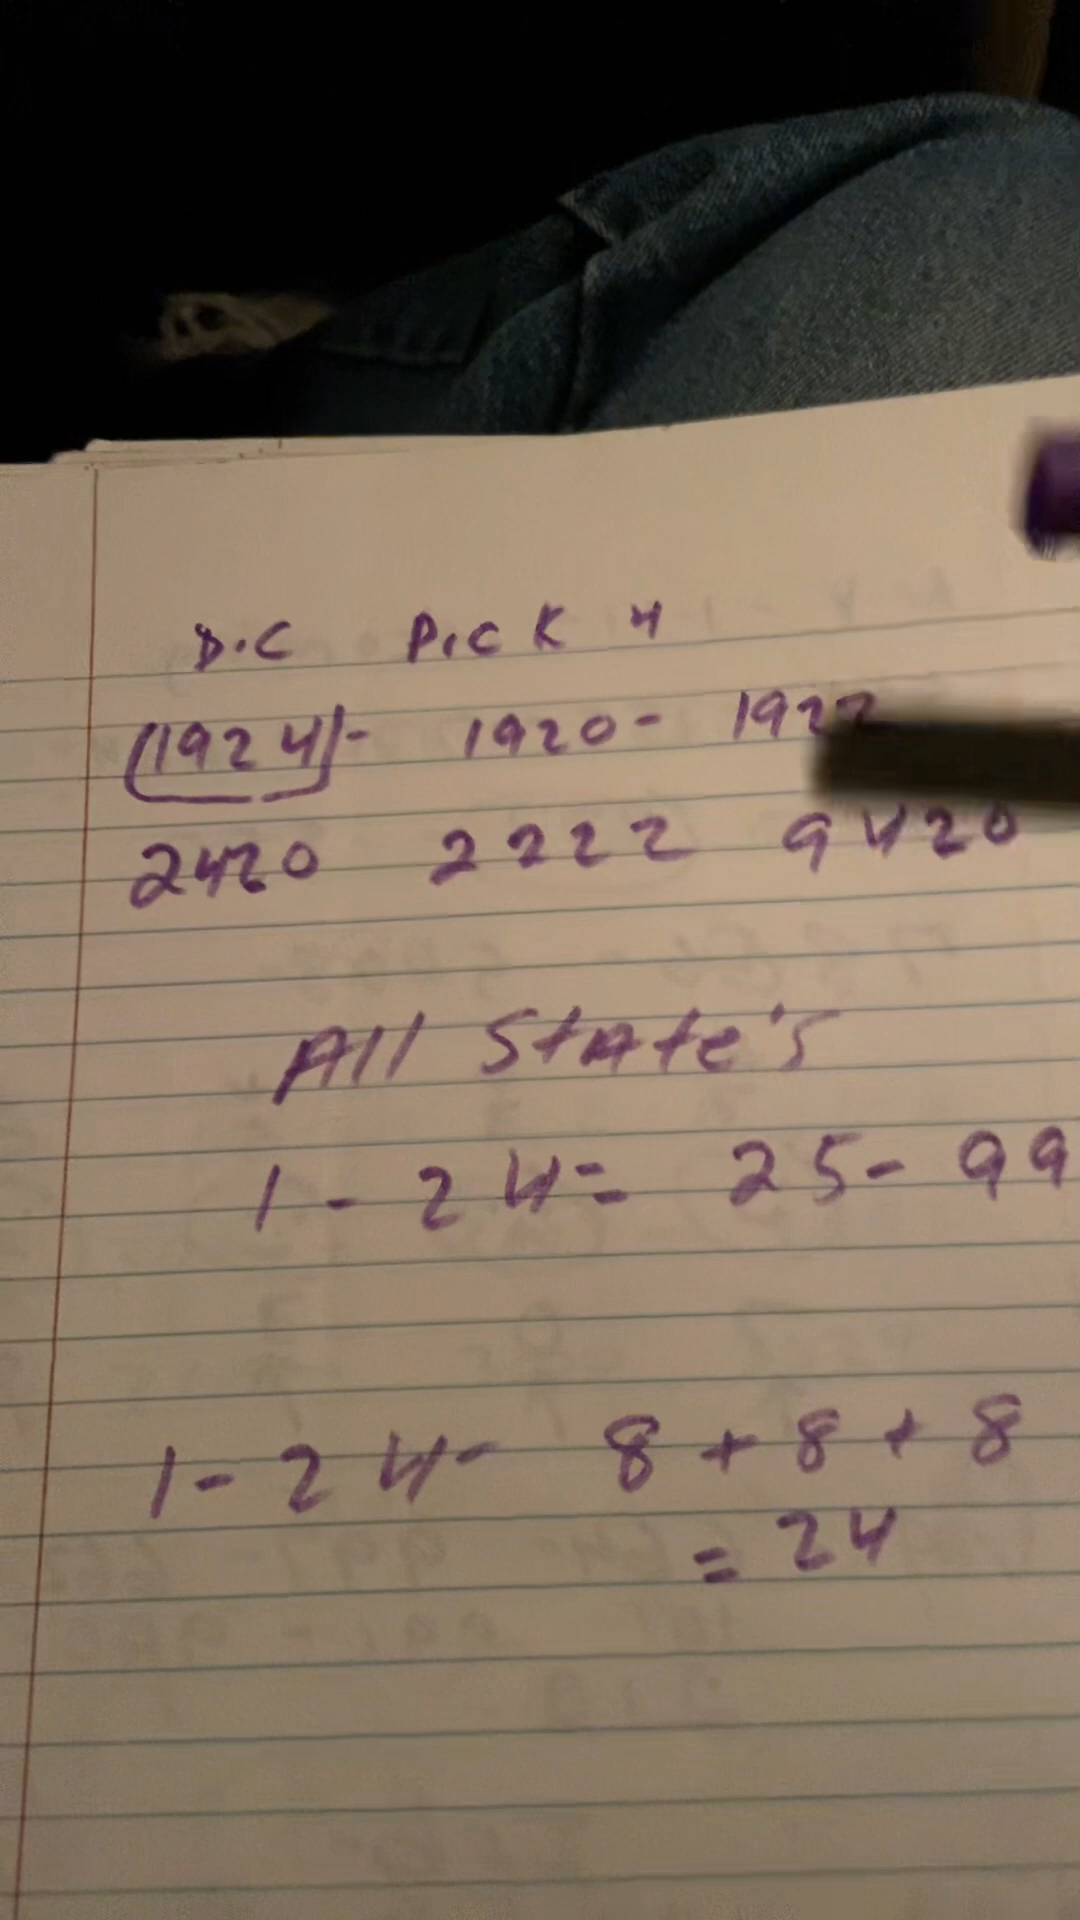 D.C PICK 4
(1924)- 1920- 1922
2420 2222 9420
All State's
1 - 24= 25- 99
1- 24- 8 + 8 + 8
= 24